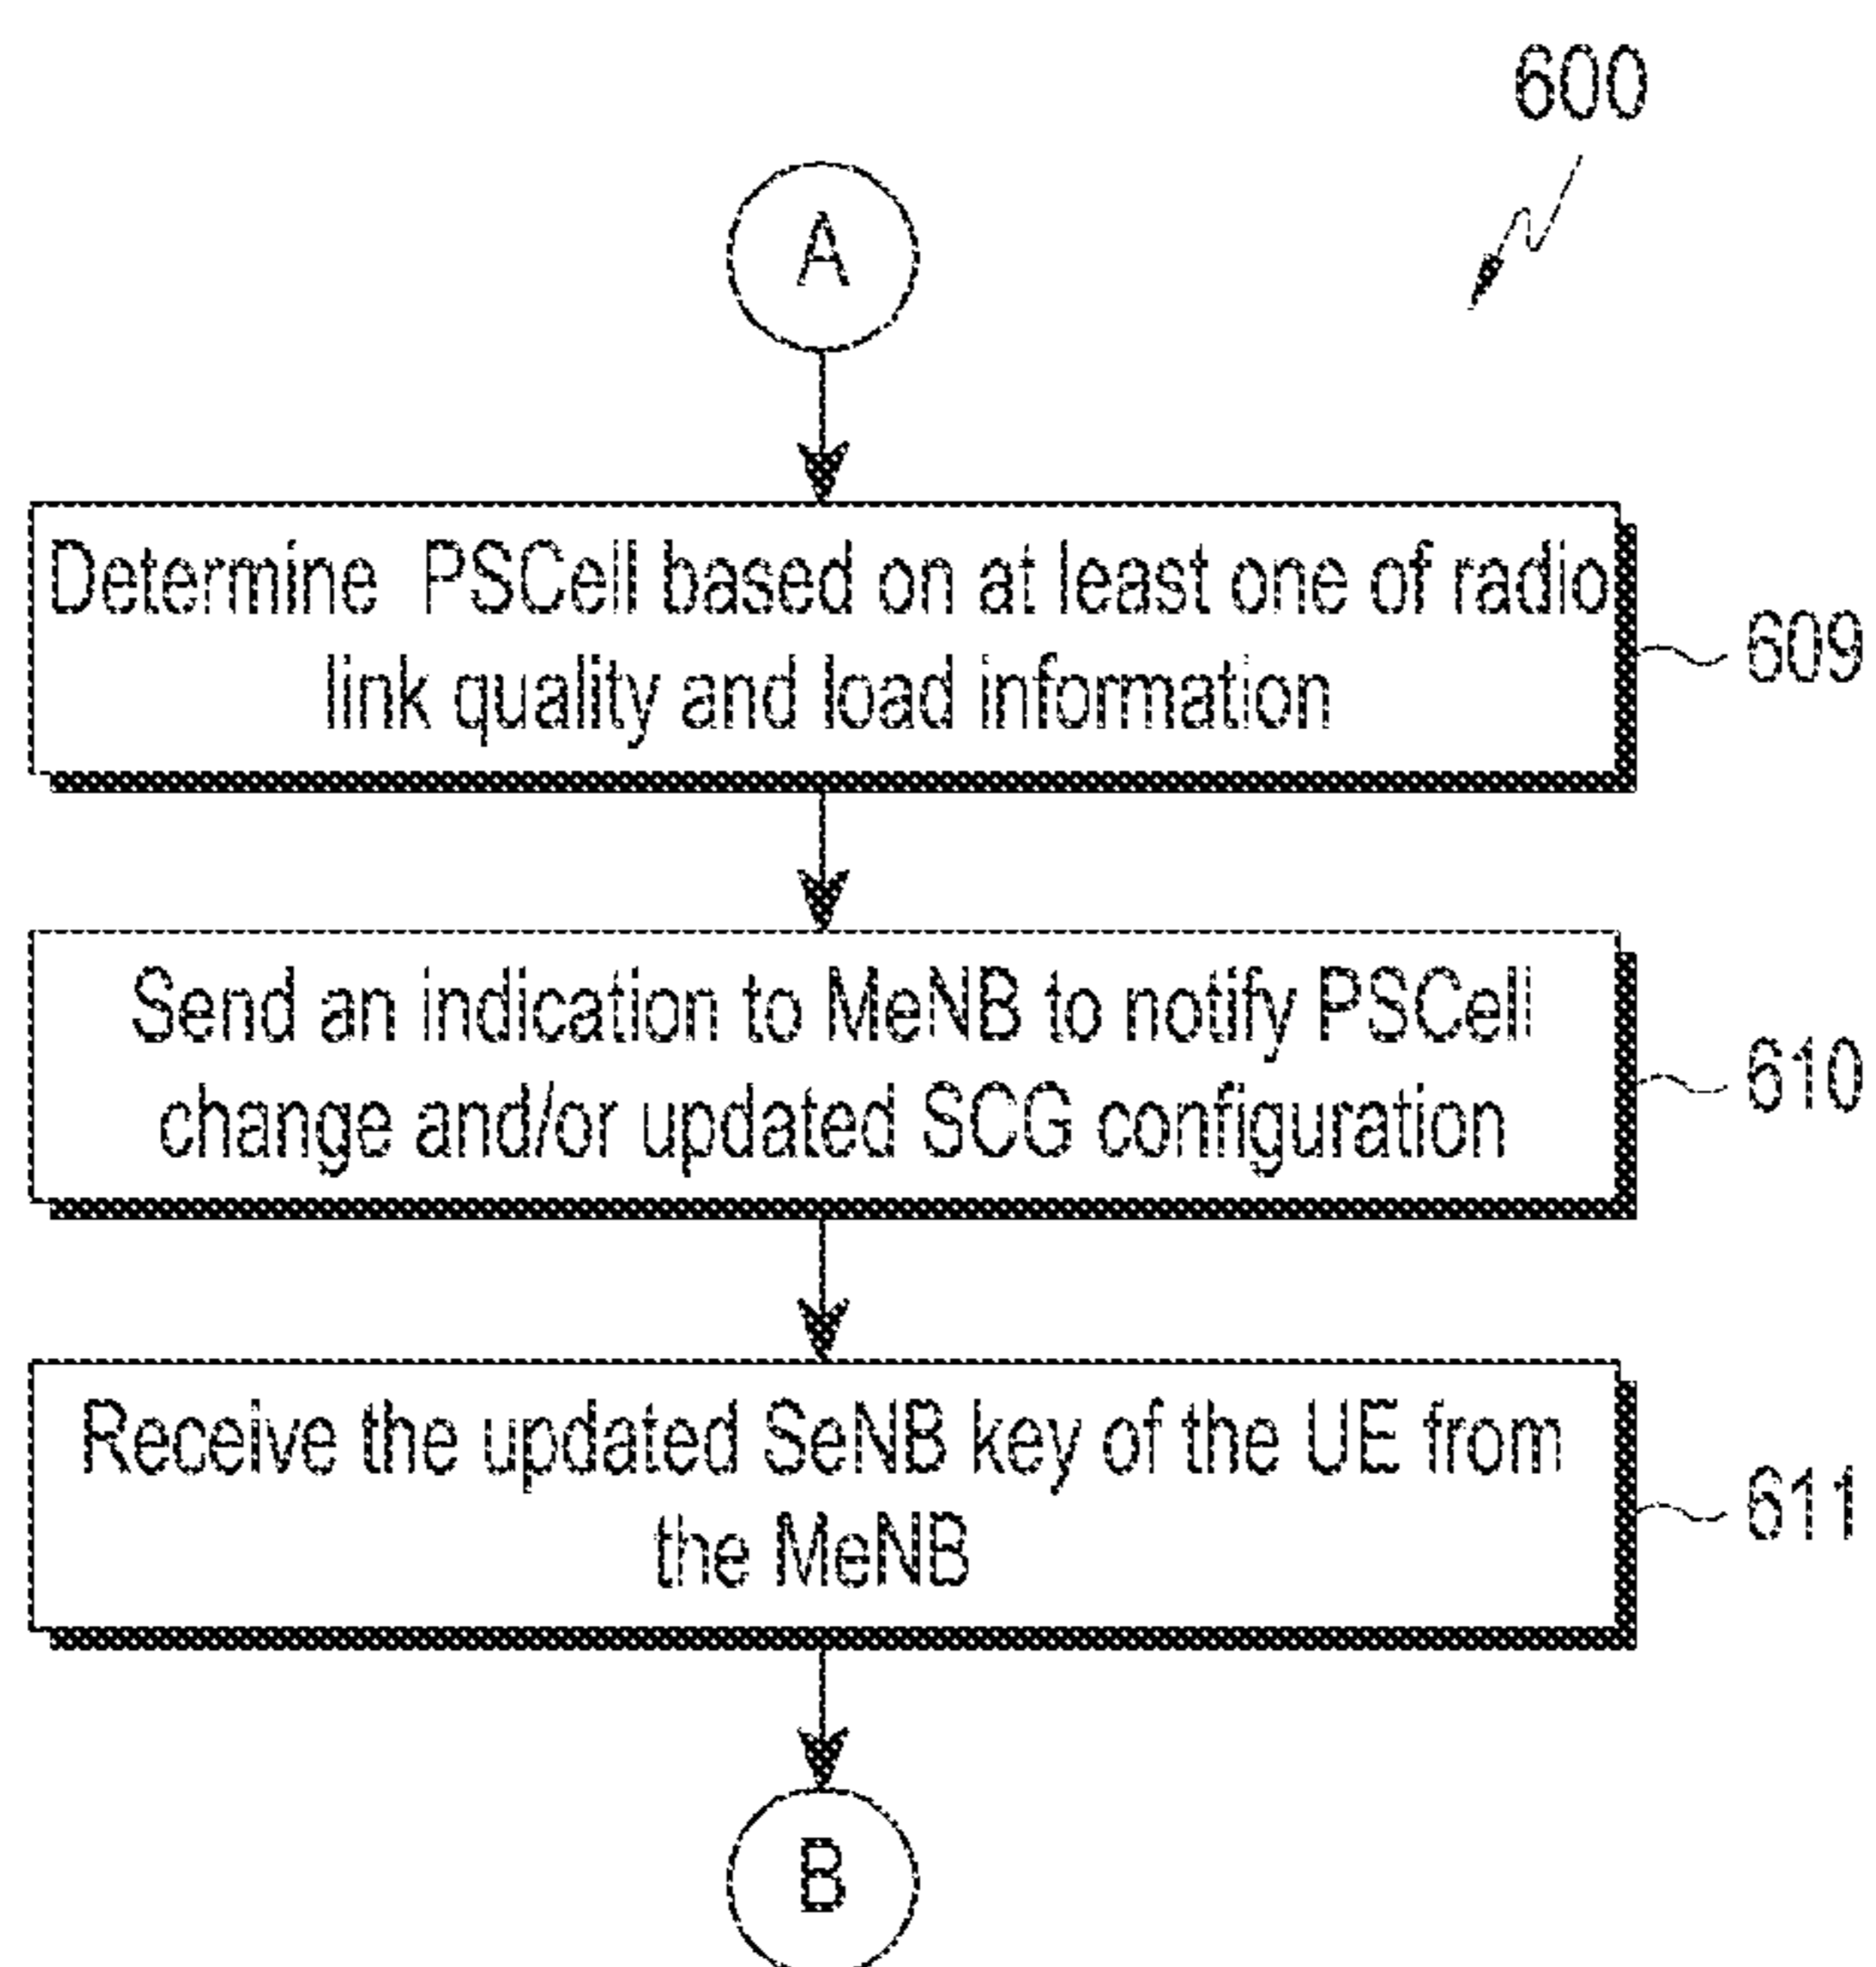 600
A
Determine PSCell based on at least one of radio
link quality and load information
609
Send an indication to MeNB to notify PSCell
change and/or updated SCG configuration
610
Receive the updated SeNB key of the UE from
the MeNB
611
B